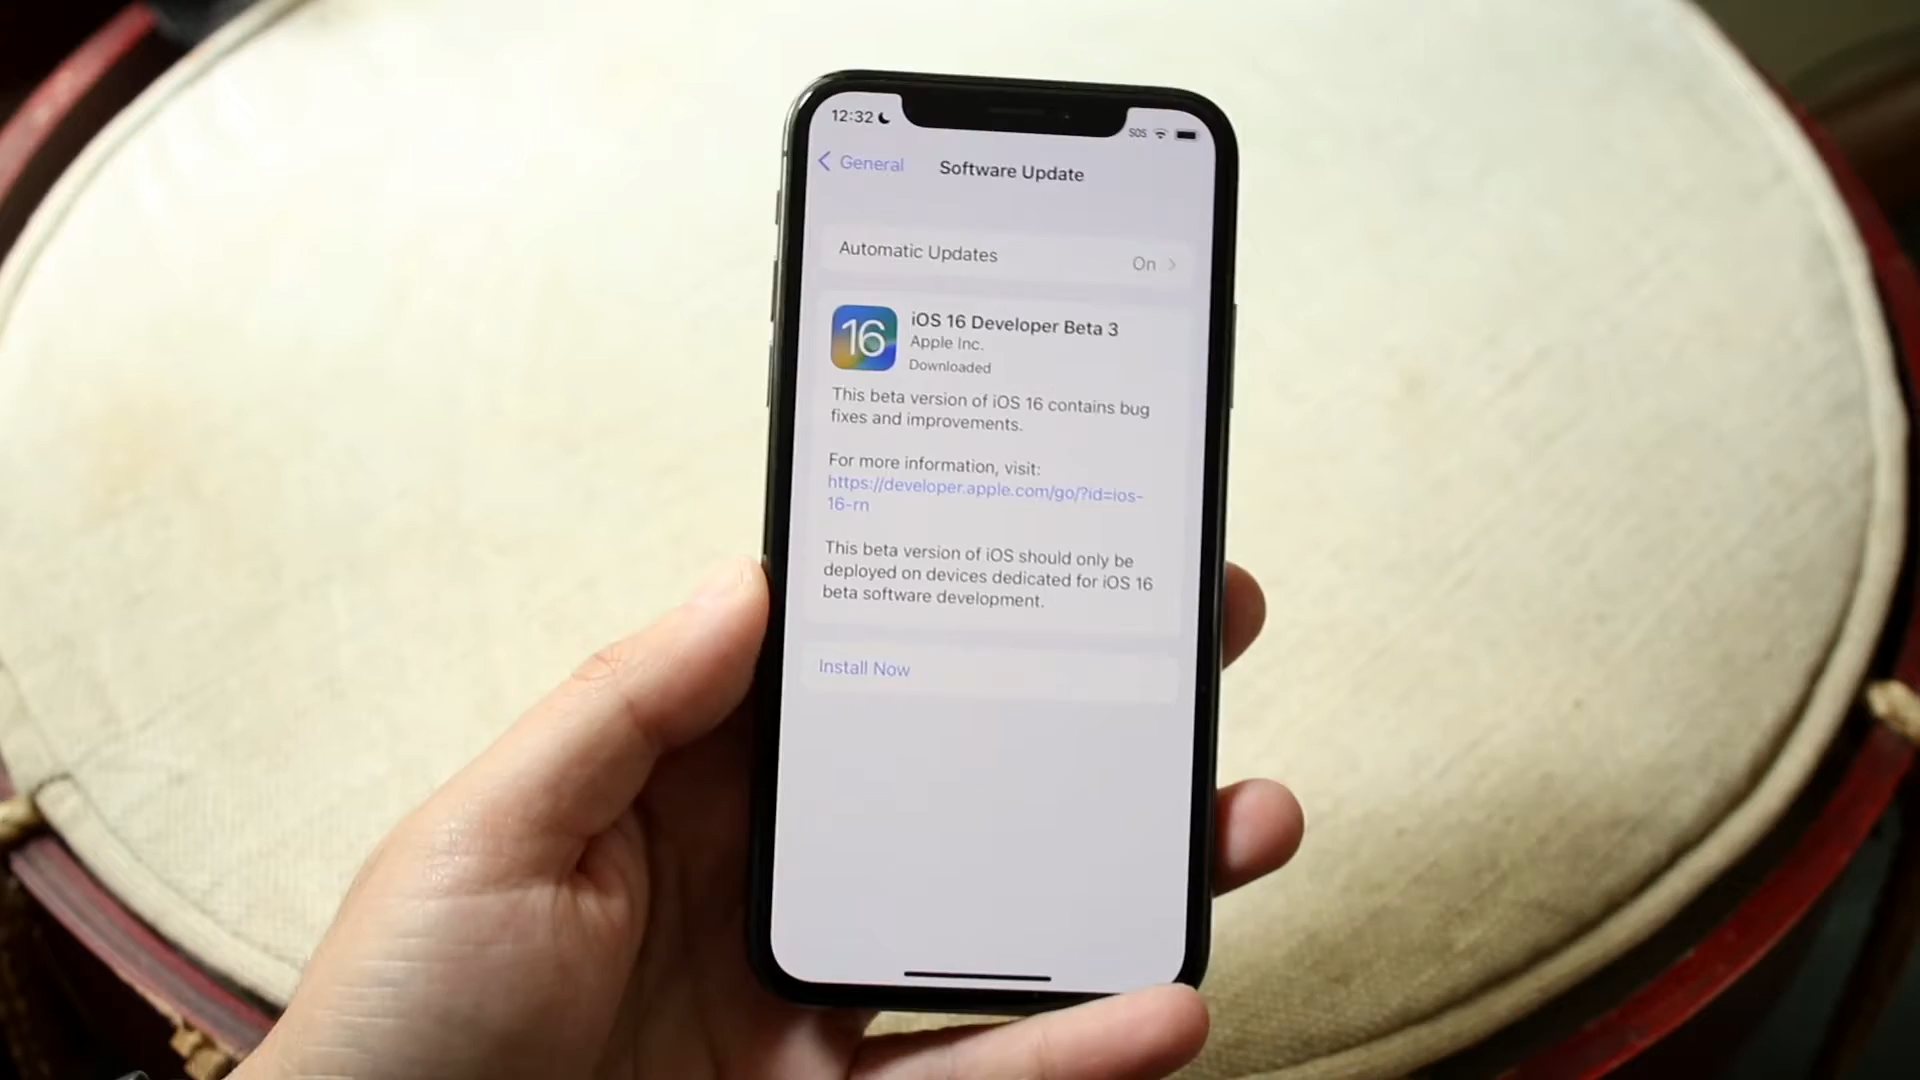 12:32
SOS
General
Software Update
Automatic Updates
On
16
iOS 16 Developer Beta 3
Apple Inc.
Downloaded
This beta version of iOS 16 contains bug
fixes and improvements.
For more information, visit:
https://developer.apple.com/go/?id=ios-
16-rn
This beta version of iOS should only be
deployed on devices dedicated for iOS 16
beta software development.
Install Now